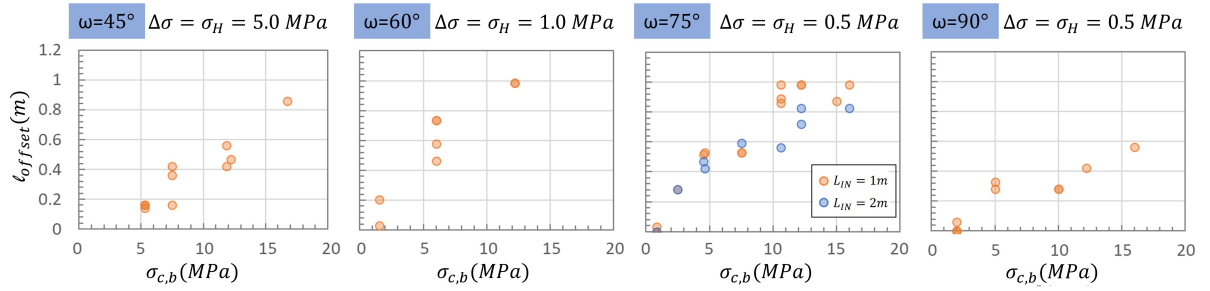 ω=45° Δσ = σ_H = 5.0 MPa
ω=60° Δσ = σ_H = 1.0 MPa
ω=75° Δσ = σ_H = 0.5 MPa
ω=90° Δσ = σ_H = 0.5 MPa
ℓ_offset(m)
1.2
1
0.8
0.6
0.4
0.2
0
L_IN = 1m
L_IN = 2m
0 5 10 15 20
0 5 10 15 20
0 5 10 15 20
0 5 10 15 20
σ_c,b(MPa)
σ_c,b(MPa)
σ_c,b(MPa)
σ_c,b(MPa)